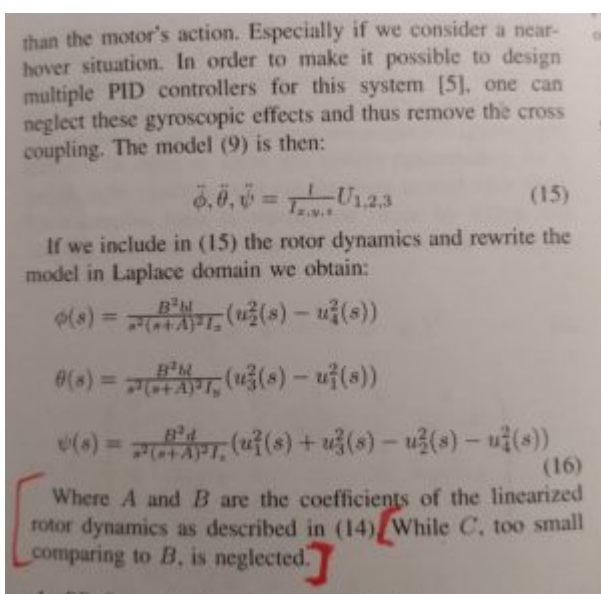 than the motor's action. Especially if we consider a near-
hover situation. In order to make it possible to design
multiple PID controllers for this system [5], one can
neglect these gyroscopic effects and thus remove the cross
coupling. The model (9) is then:
ϕ̈, θ̈, ψ̈ = l / I_{x,y,z} U_{1,2,3} (15)
If we include in (15) the rotor dynamics and rewrite the
model in Laplace domain we obtain:
ϕ(s) = B²bl / s²(s+A)²I_x (u₂²(s) − u₄²(s))
θ(s) = B²bl / s²(s+A)²I_y (u₃²(s) − u₁²(s))
ψ(s) = B²d / s²(s+A)²I_z (u₁²(s) + u₃²(s) − u₂²(s) − u₄²(s))
(16)
Where A and B are the coefficients of the linearized
rotor dynamics as described in (14). [While C, too small
comparing to B, is neglected.]